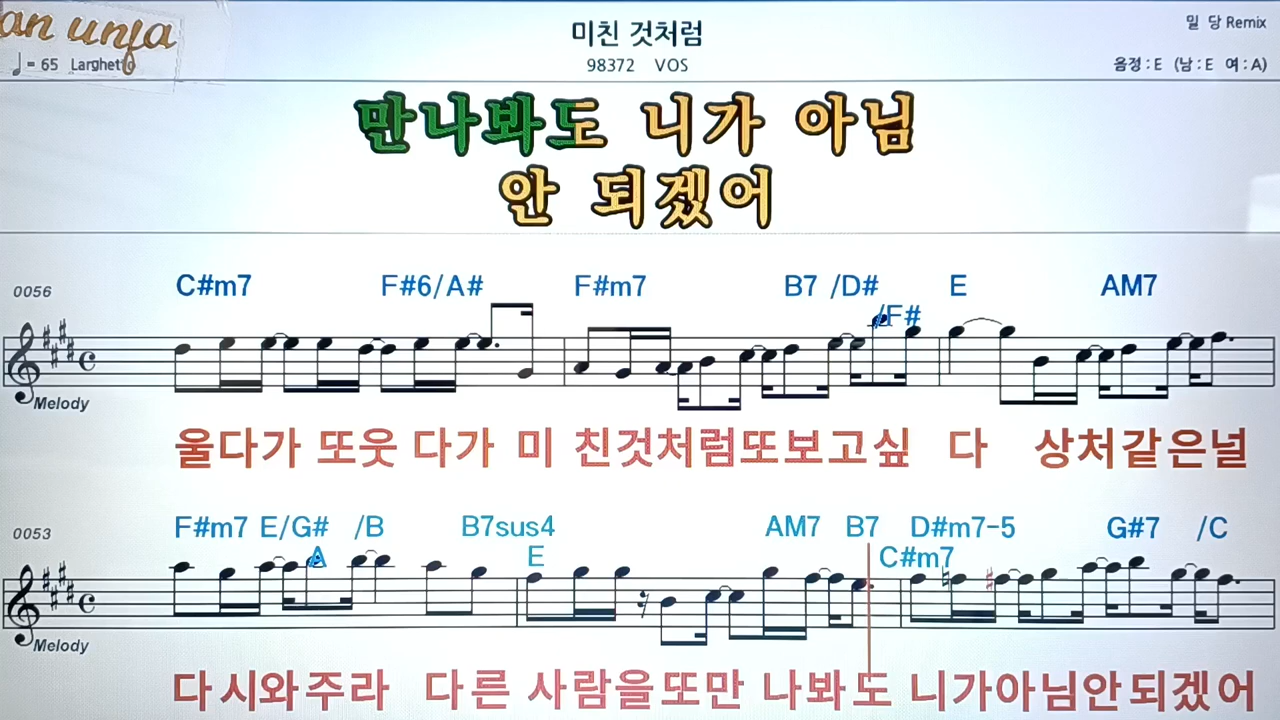 an unja
미친 것처럼
밀 당 Remix
♩= 65 Larghetto
98372 VOS
음정 : E (남 : E 여 : A)
만나봐도 니가 아님
안 되겠어
0056
C#m7 F#6/A# F#m7 B7 /D# E AM7
/F#
Melody
울다가 또웃 다가 미 친것처럼또보고싶 다 상처같은널
0053
F#m7 E/G# /B B7sus4 AM7 B7 D#m7-5 G#7 /C
A E C#m7
Melody
다시와주라 다른 사람을또만 나봐도 니가아님안되겠어